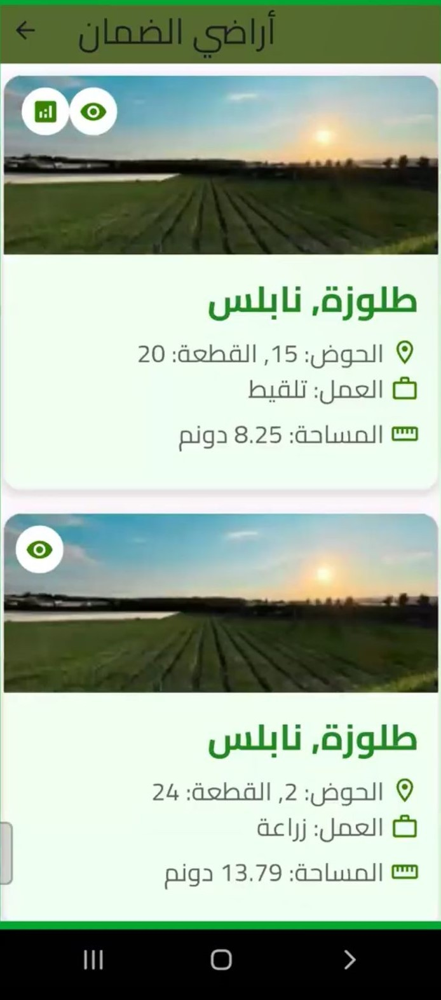 أراضي الضمان
طلوزة, نابلس
الحوض: 15, القطعة: 20
العمل: تلقيط
المساحة: 8.25 دونم
طلوزة, نابلس
الحوض: 2, القطعة: 24
العمل: زراعة
المساحة: 13.79 دونم